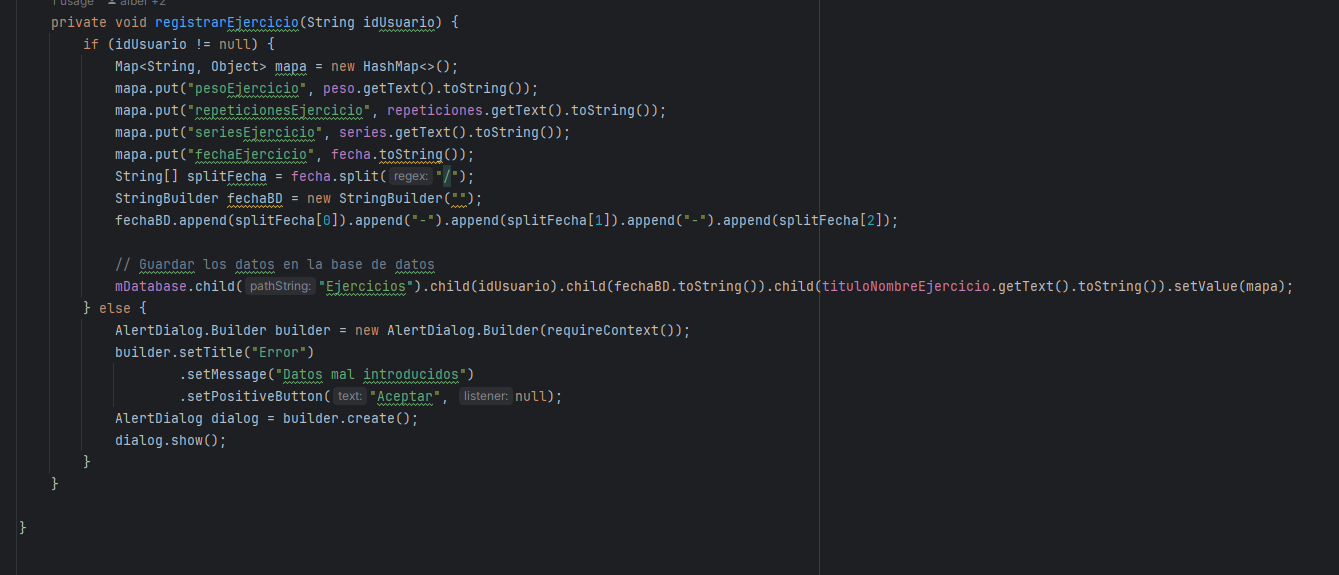 1 usage alber +2
private void registrarEjercicio(String idUsuario) {
if (idUsuario != null) {
Map<String, Object> mapa = new HashMap<>();
mapa.put("pesoEjercicio", peso.getText().toString());
mapa.put("repeticionesEjercicio", repeticiones.getText().toString());
mapa.put("seriesEjercicio", series.getText().toString());
mapa.put("fechaEjercicio", fecha.toString());
String[] splitFecha = fecha.split( regex: "/");
StringBuilder fechaBD = new StringBuilder("");
fechaBD.append(splitFecha[0]).append("-").append(splitFecha[1]).append("-").append(splitFecha[2]);
// Guardar los datos en la base de datos
mDatabase.child( pathString: "Ejercicios").child(idUsuario).child(fechaBD.toString()).child(tituloNombreEjercicio.getText().toString()).setValue(mapa);
} else {
AlertDialog.Builder builder = new AlertDialog.Builder(requireContext());
builder.setTitle("Error")
.setMessage("Datos mal introducidos")
.setPositiveButton( text: "Aceptar", listener: null);
AlertDialog dialog = builder.create();
dialog.show();
}
}
}